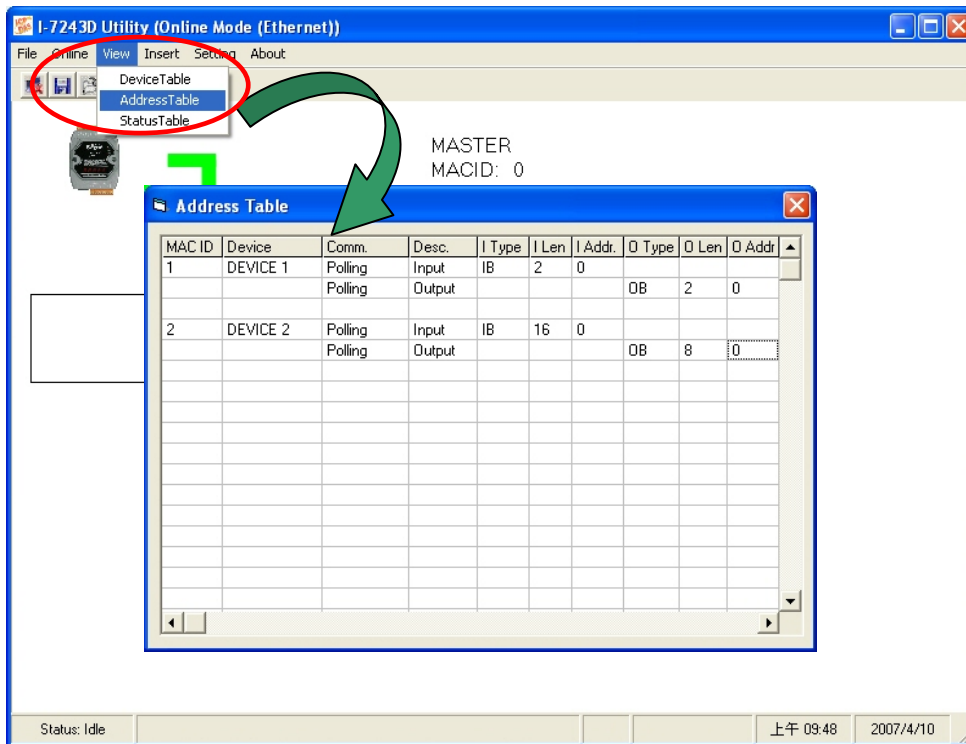 I-7243D Utility (Online Mode (Ethernet))
File Online View Insert Setting About
DeviceTable
AddressTable
StatusTable
MASTER
MACID: 0
Address Table
MAC ID Device Comm. Desc. I Type I Len I Addr. O Type O Len O Addr
1 DEVICE 1 Polling Input IB 2 0
Polling Output OB 2 0
2 DEVICE 2 Polling Input IB 16 0
Polling Output OB 8 0
Status: Idle 上午 09:48 2007/4/10